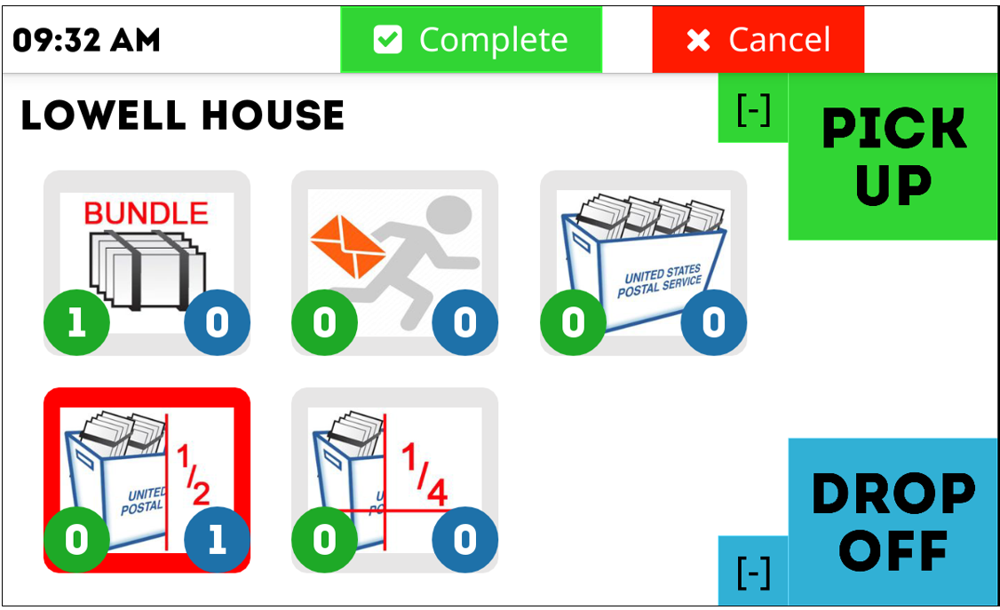 09:32 AM
Complete
Cancel
LOWELL HOUSE
[-]
PICK
UP
BUNDLE
1
0
0
0
UNITED STATES
POSTAL SERVICE
0
0
UNITED
POSTAL
1/2
0
1
U
PO
1/4
0
0
DROP
OFF
[-]